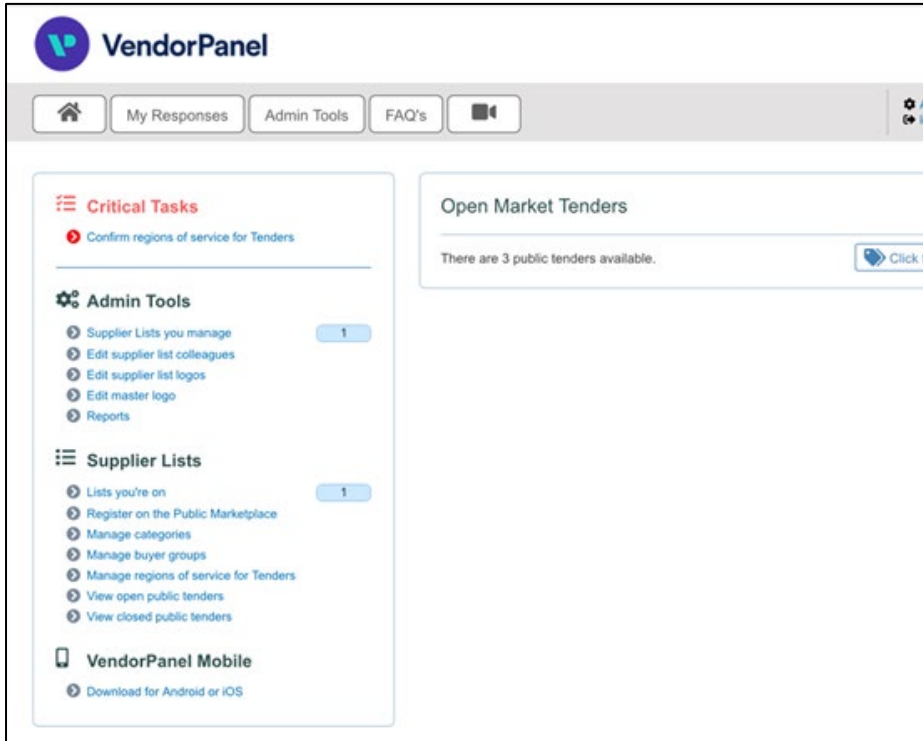 VendorPanel
My Responses
Admin Tools
FAQ's
Critical Tasks
Confirm regions of service for Tenders
Admin Tools
Supplier Lists you manage 1
Edit supplier list colleagues
Edit supplier list logos
Edit master logo
Reports
Supplier Lists
Lists you're on 1
Register on the Public Marketplace
Manage categories
Manage buyer groups
Manage regions of service for Tenders
View open public tenders
View closed public tenders
VendorPanel Mobile
Download for Android or iOS
Open Market Tenders
There are 3 public tenders available.
Click